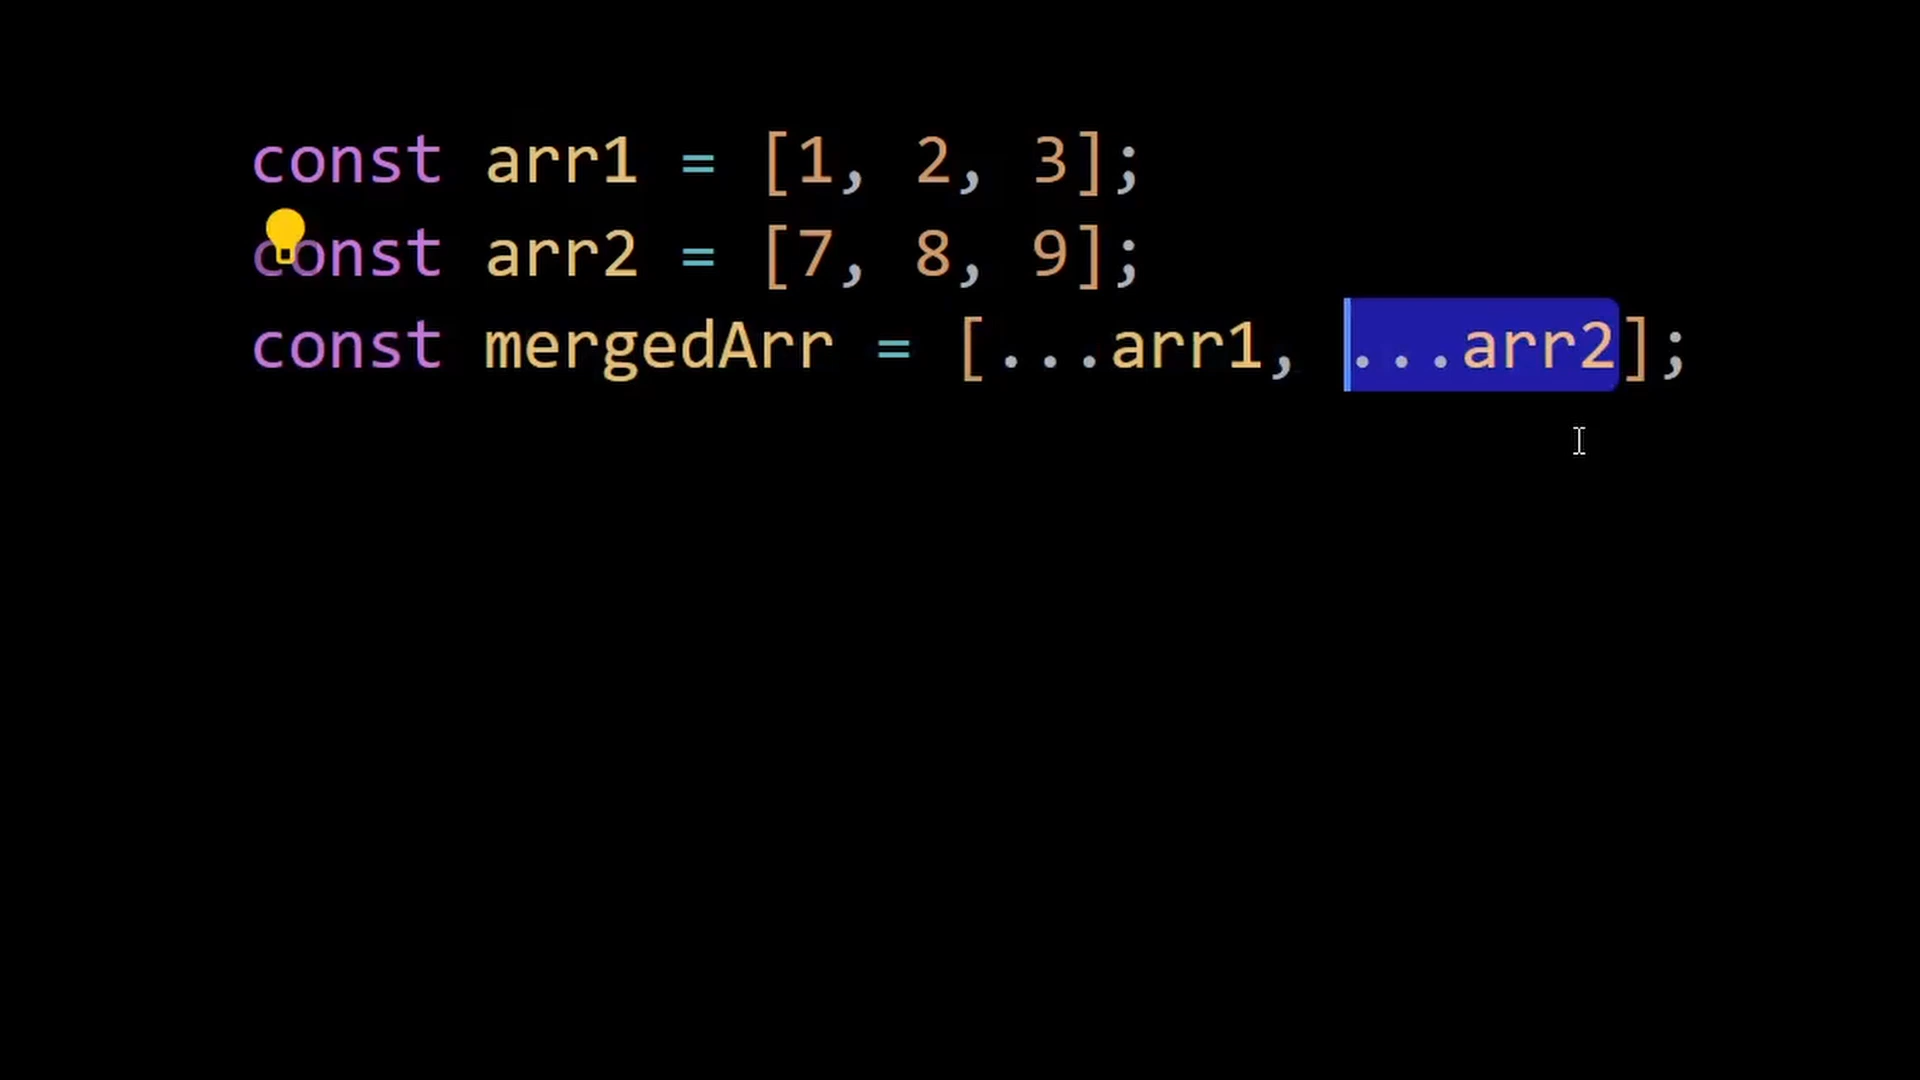 const arr1 = [1, 2, 3];
const arr2 = [7, 8, 9];
const mergedArr = [...arr1, ...arr2];